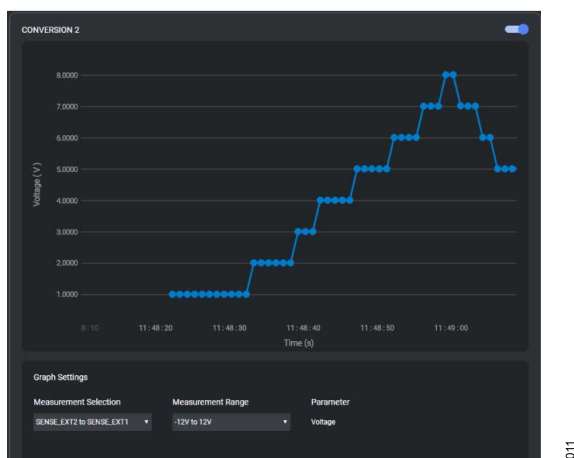 CONVERSION 2
8.0000
7.0000
6.0000
5.0000
4.0000
3.0000
2.0000
1.0000
Voltage ( V )
8:10 11:48:20 11:48:30 11:48:40 11:48:50 11:49:00
Time (s)
Graph Settings
Measurement Selection Measurement Range Parameter
SENSE_EXT2 to SENSE_EXT1 -12V to 12V Voltage
011